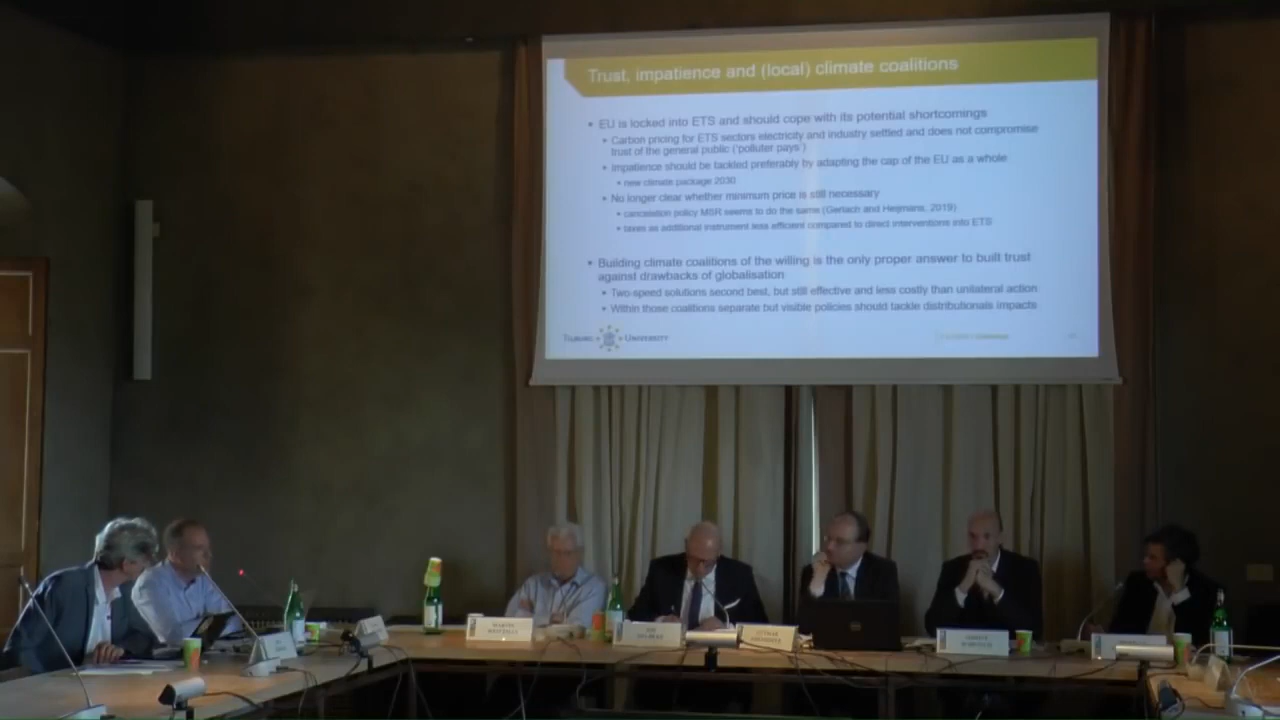 Trust, impatience and (local) climate coalitions
• EU is locked into ETS and should cope with its potential shortcomings
• Carbon pricing for ETS sectors electricity and industry settled and does not compromise
trust of the general public ('polluter pays')
• Impatience should be tackled preferably by adapting the cap of the EU as a whole
• new climate package 2030
• No longer clear whether minimum price is still necessary
• cancelation policy MSR seems to do the same (Gerlach and Heijmans, 2019)
• taxes as additional instrument less efficient compared to direct interventions into ETS
• Building climate coalitions of the willing is the only proper answer to built trust
against drawbacks of globalisation
• Two-speed solutions second best, but still effective and less costly than unilateral action
• Within those coalitions separate but visible policies should tackle distributionals impacts
TILBURG UNIVERSITY
MARTIN